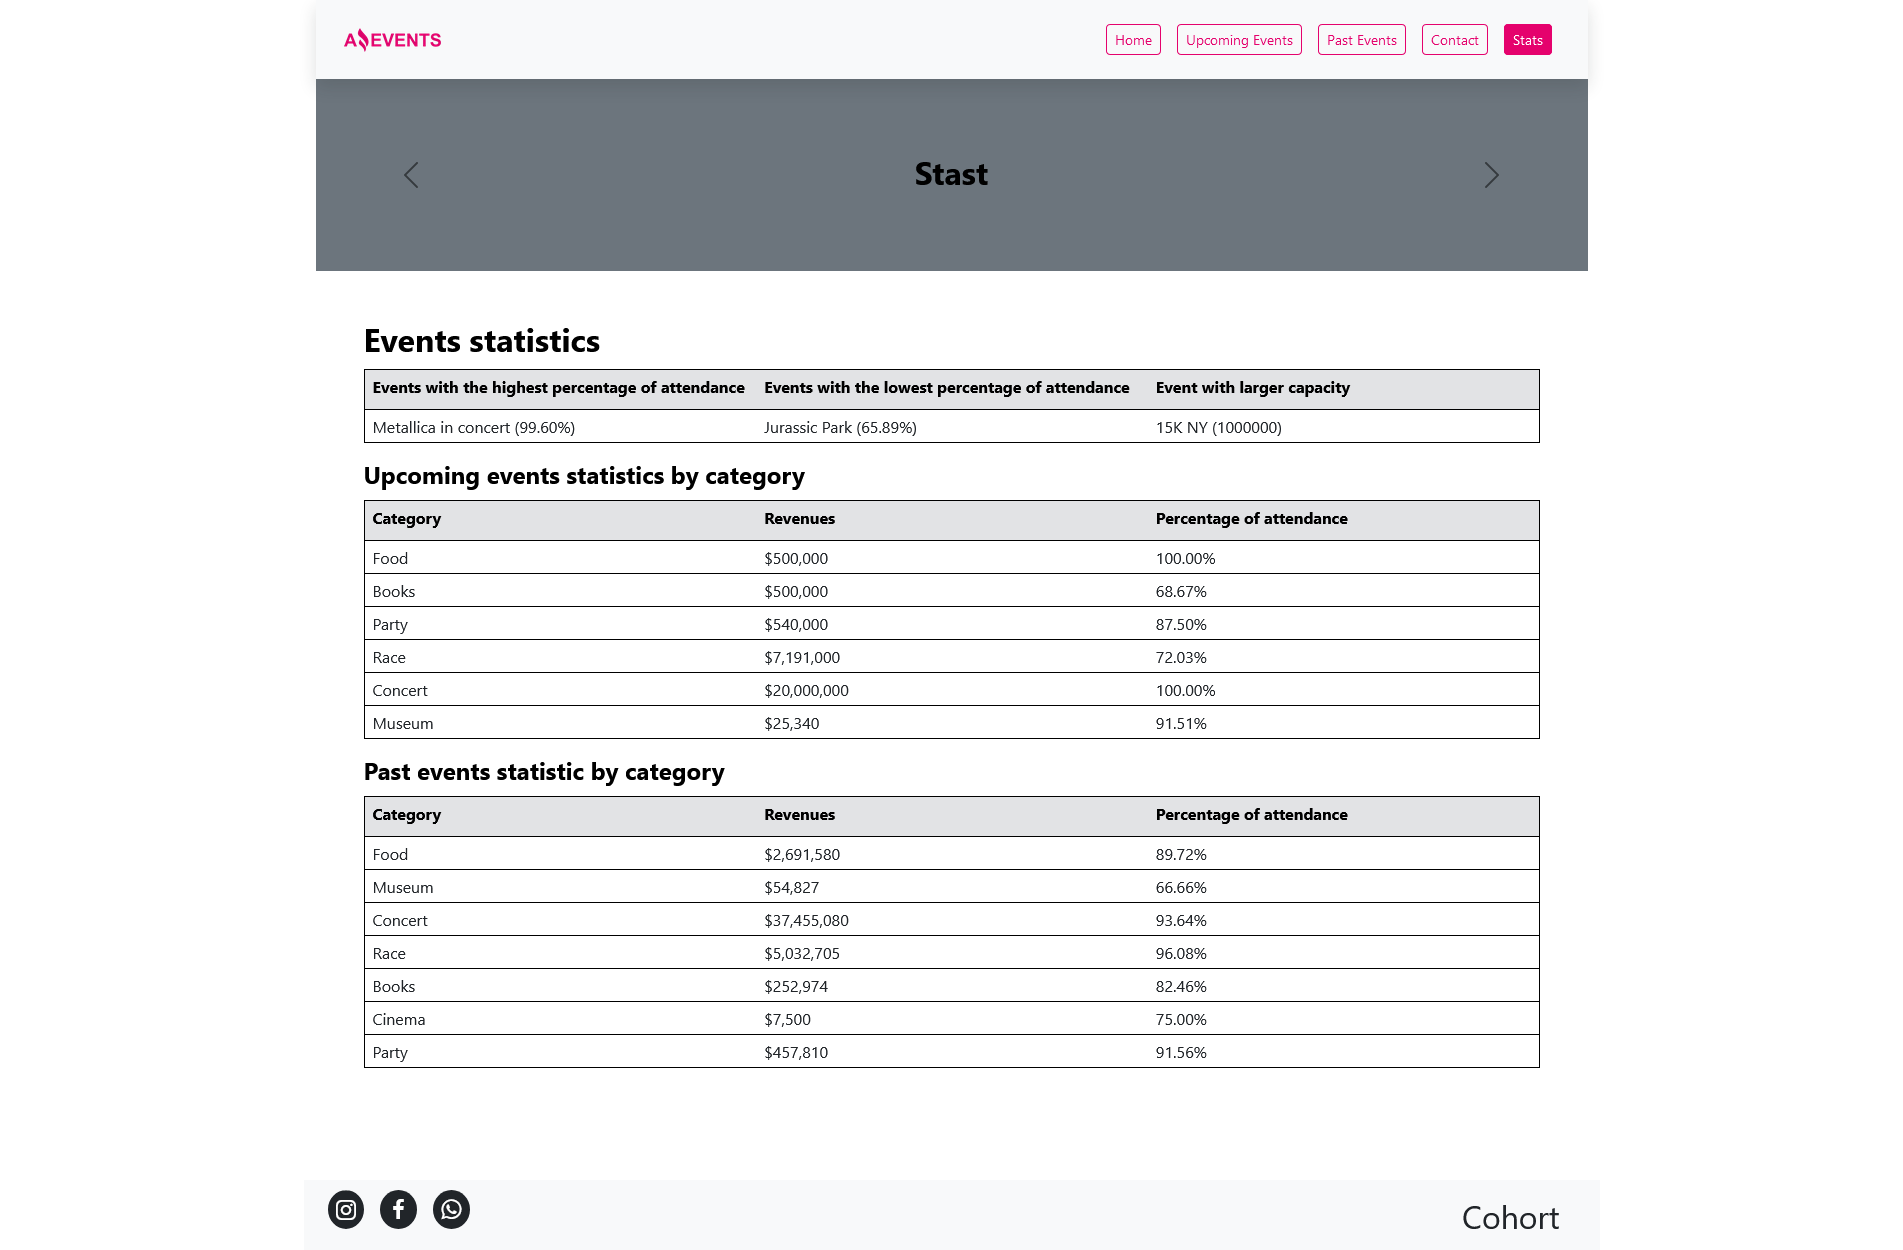 A EVENTS
Home Upcoming Events Past Events Contact Stats
Stast
Events statistics
Events with the highest percentage of attendance Events with the lowest percentage of attendance Event with larger capacity
Metallica in concert (99.60%) Jurassic Park (65.89%) 15K NY (1000000)
Upcoming events statistics by category
Category Revenues Percentage of attendance
Food $500,000 100.00%
Books $500,000 68.67%
Party $540,000 87.50%
Race $7,191,000 72.03%
Concert $20,000,000 100.00%
Museum $25,340 91.51%
Past events statistic by category
Category Revenues Percentage of attendance
Food $2,691,580 89.72%
Museum $54,827 66.66%
Concert $37,455,080 93.64%
Race $5,032,705 96.08%
Books $252,974 82.46%
Cinema $7,500 75.00%
Party $457,810 91.56%
Cohort